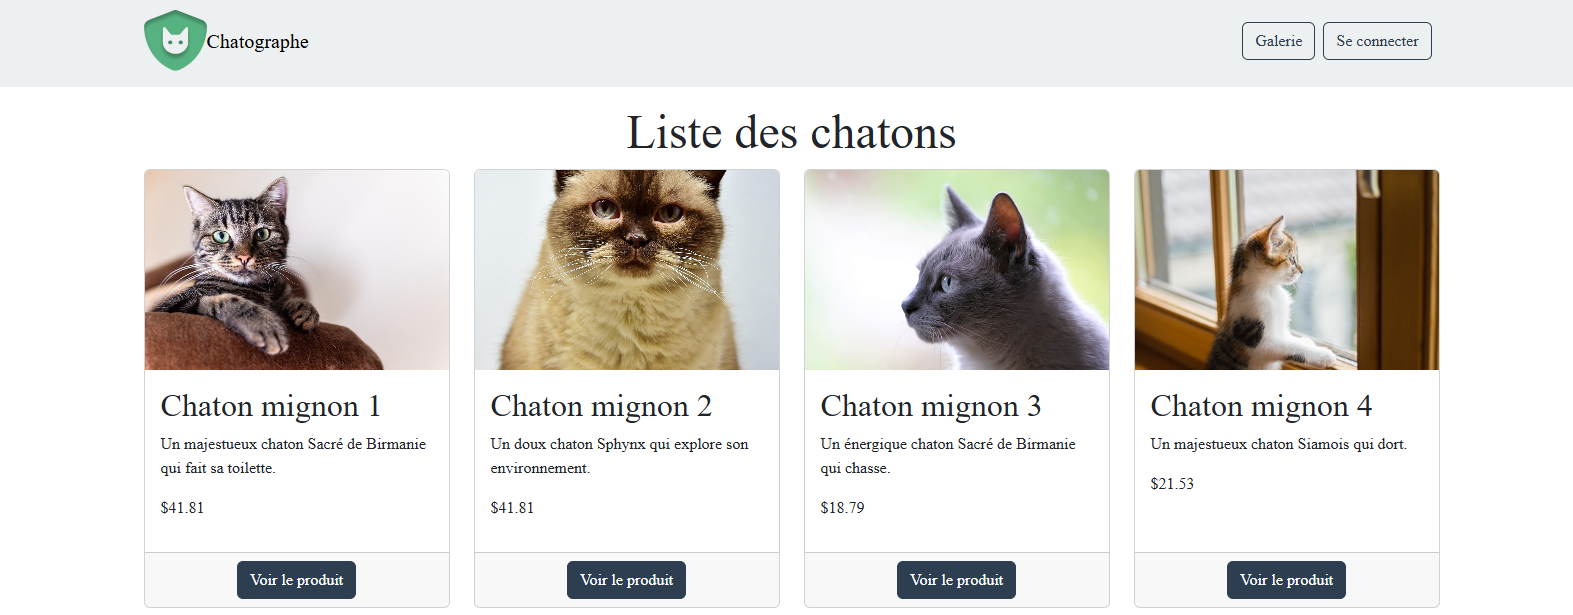 Chatographe
Galerie
Se connecter
Liste des chatons
Chaton mignon 1
Un majestueux chaton Sacré de Birmanie
qui fait sa toilette.
$41.81
Voir le produit
Chaton mignon 2
Un doux chaton Sphynx qui explore son
environnement.
$41.81
Voir le produit
Chaton mignon 3
Un énergique chaton Sacré de Birmanie
qui chasse.
$18.79
Voir le produit
Chaton mignon 4
Un majestueux chaton Siamois qui dort.
$21.53
Voir le produit